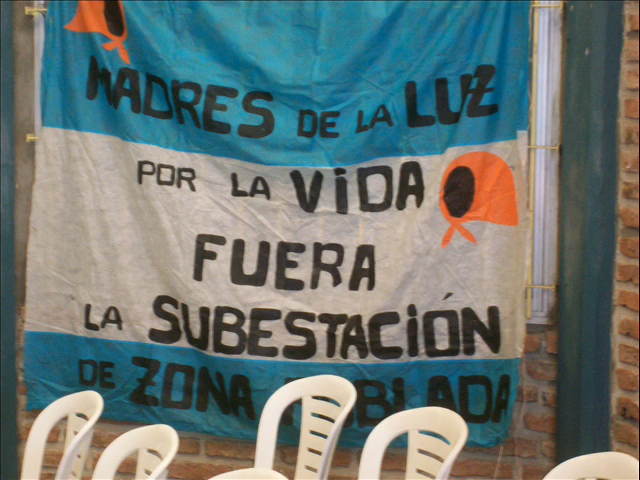 MADRES DE LA LUZ
POR LA ViDA
FUERA
LA SUBESTACiÓN
DE ZONA POBLADA